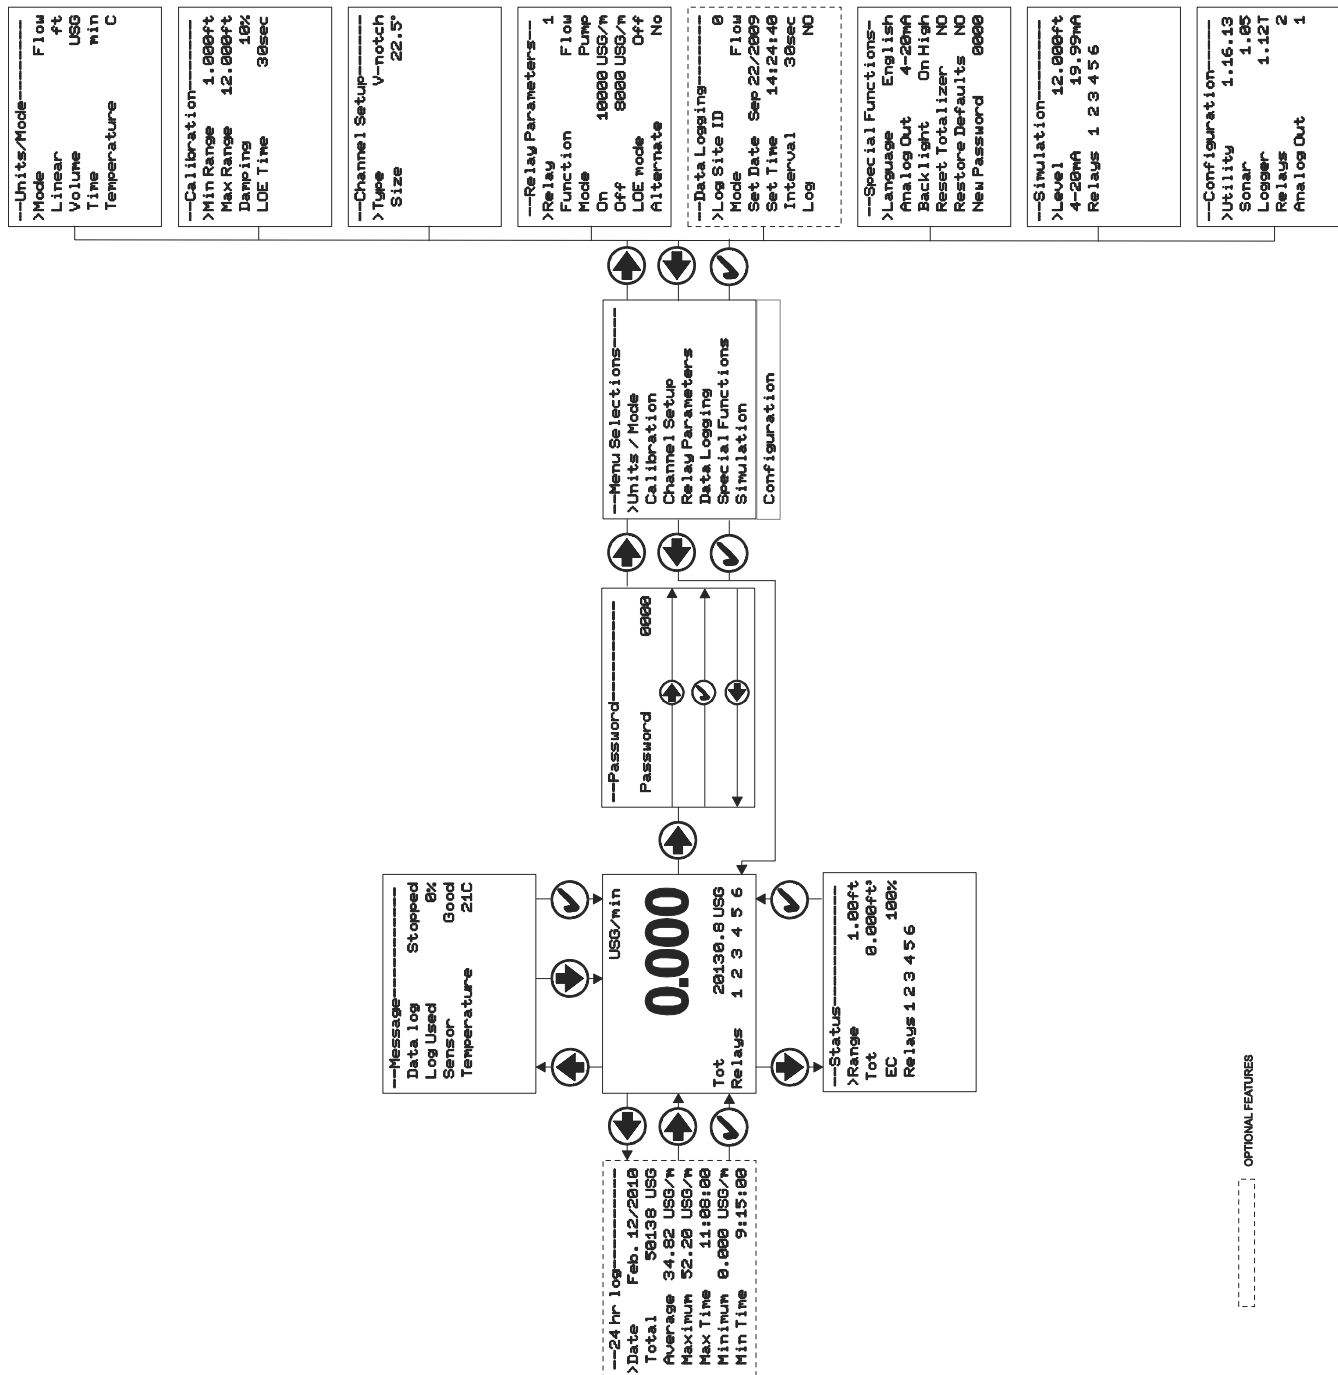 --Units/Mode--------
>Mode Flow
Linear ft
Volume USG
Time min
Temperature C
--Calibration-------
>Min Range 1.000ft
Max Range 12.000ft
Damping 10%
LOE Time 30sec
--Channel Setup-------
>Type V-notch
Size 22.5°
--Relay Parameters---
>Relay 1
Function Flow
Mode Pump
On 10000 USG/m
Off 8000 USG/m
LOE mode Off
Alternate No
--Data Logging-------
>Log Site ID 0
Mode Flow
Set Date Sep 22/2009
Set Time 14:24:40
Interval 30sec
Log NO
--Special Functions-
>Language English
Analog Out 4-20mA
Backlight On High
Reset Totalizer NO
Restore Defaults NO
New Password 0000
--Simulation--------
>Level 12.000ft
4-20mA 19.99mA
Relays 1 2 3 4 5 6
--Configuration-----
>Utility 1.16.13
Sonar 1.05
Logger 1.12T
Relays 2
Analog Out 1
--Menu Selections----
>Units / Mode
Calibration
Channel Setup
Relay Parameters
Data Logging
Special Functions
Simulation
Configuration
--Password-----------
Password 0000
--Message------------
Data log Stopped
Log Used 0%
Sensor Good
Temperature 21C
USG/min
0.000
Tot 20130.8 USG
Relays 1 2 3 4 5 6
--Status-------------
>Range 1.00ft
Tot 0.000ft³
EC 100%
Relays 1 2 3 4 5 6
--24 hr log----------
>Date Feb. 12/2010
Total 50138 USG
Average 34.82 USG/m
Maximum 52.20 USG/m
Max Time 11:08:00
Minimum 0.000 USG/m
Min Time 9:15:00
OPTIONAL FEATURES